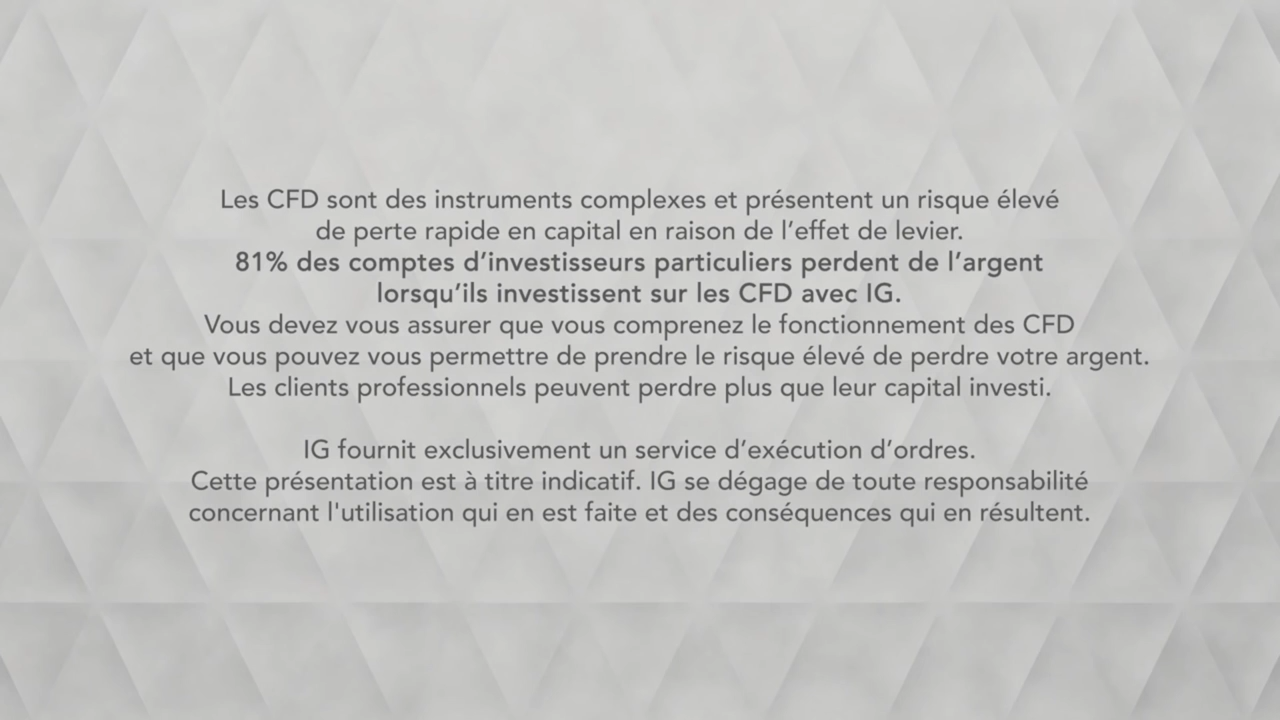 Les CFD sont des instruments complexes et présentent un risque élevé
de perte rapide en capital en raison de l’effet de levier.
81% des comptes d’investisseurs particuliers perdent de l’argent
lorsqu’ils investissent sur les CFD avec IG.
Vous devez vous assurer que vous comprenez le fonctionnement des CFD
et que vous pouvez vous permettre de prendre le risque élevé de perdre votre argent.
Les clients professionnels peuvent perdre plus que leur capital investi.
IG fournit exclusivement un service d’exécution d’ordres.
Cette présentation est à titre indicatif. IG se dégage de toute responsabilité
concernant l'utilisation qui en est faite et des conséquences qui en résultent.